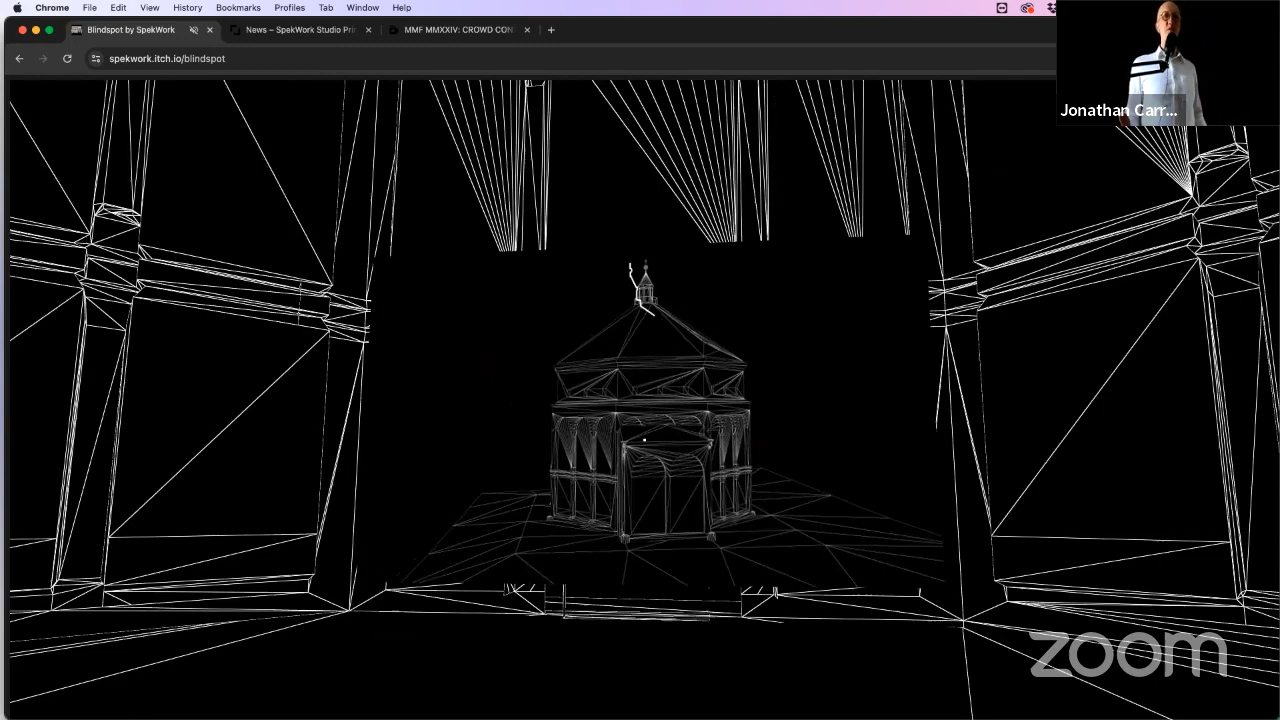 Chrome File Edit View History Bookmarks Profiles Tab Window Help
Blindspot by SpekWork News – SpekWork Studio Pri MMF MMXXIV: CROWD CON
spekwork.itch.io/blindspot
Jonathan Carr...
zoom